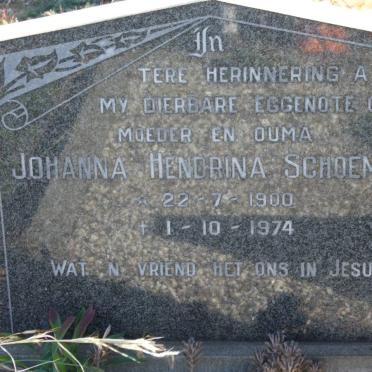 In
TERE HERINNERING A
MY DIERBARE EGGENOTE
MOEDER EN OUMA
JOHANNA HENDRINA SCHOEM
* 22-7-1900
† 1-10-1974
WAT 'N VRIEND HET ONS IN JESU